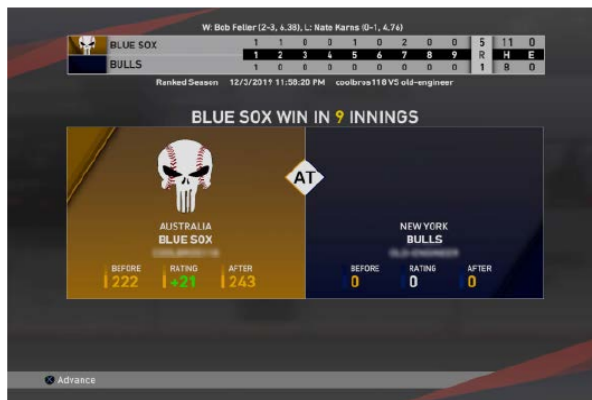 W: Bob Feller (2-3, 6.38), L: Nate Karns (0-1, 4.76)
BLUE SOX 1 1 0 0 1 0 2 0 0 5 11 0
1 2 3 4 5 6 7 8 9 R H E
BULLS 1 0 0 0 0 0 0 0 0 1 8 0
Ranked Season 12/3/2019 11:58:20 PM coolbros118 VS old-engineer
BLUE SOX WIN IN 9 INNINGS
AT
AUSTRALIA
BLUE SOX
BEFORE RATING AFTER
222 +21 243
NEW YORK
BULLS
BEFORE RATING AFTER
0 0 0
Advance